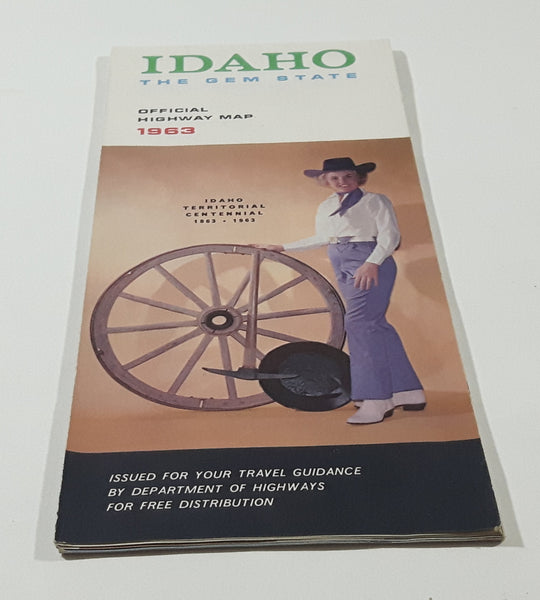 IDAHO
THE GEM STATE
OFFICIAL
HIGHWAY MAP
1963
IDAHO
TERRITORIAL
CENTENNIAL
1863 • 1963
ISSUED FOR YOUR TRAVEL GUIDANCE
BY DEPARTMENT OF HIGHWAYS
FOR FREE DISTRIBUTION